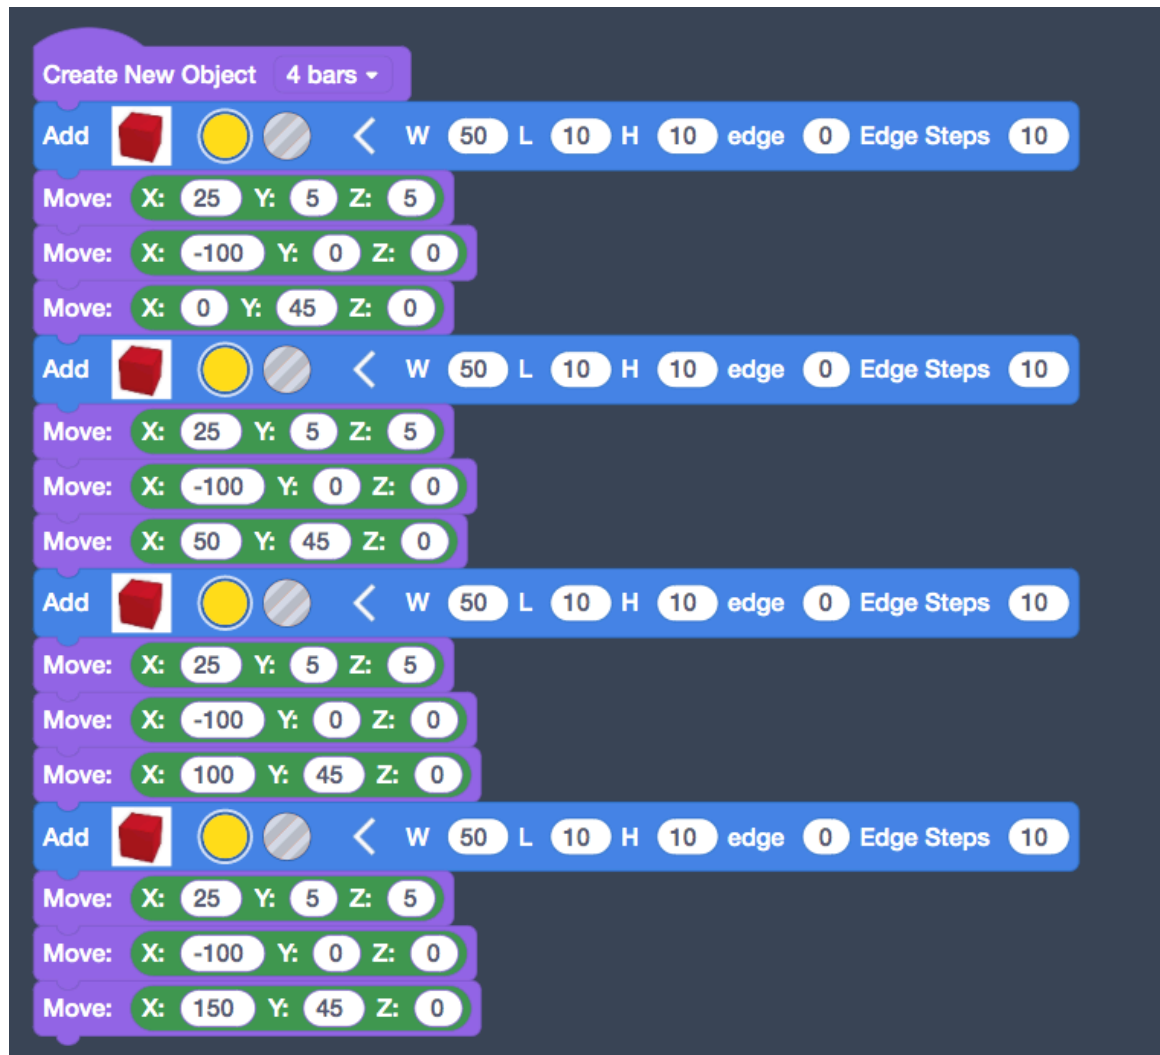 Create New Object 4 bars
Add W 50 L 10 H 10 edge 0 Edge Steps 10
Move: X: 25 Y: 5 Z: 5
Move: X: -100 Y: 0 Z: 0
Move: X: 0 Y: 45 Z: 0
Add W 50 L 10 H 10 edge 0 Edge Steps 10
Move: X: 25 Y: 5 Z: 5
Move: X: -100 Y: 0 Z: 0
Move: X: 50 Y: 45 Z: 0
Add W 50 L 10 H 10 edge 0 Edge Steps 10
Move: X: 25 Y: 5 Z: 5
Move: X: -100 Y: 0 Z: 0
Move: X: 100 Y: 45 Z: 0
Add W 50 L 10 H 10 edge 0 Edge Steps 10
Move: X: 25 Y: 5 Z: 5
Move: X: -100 Y: 0 Z: 0
Move: X: 150 Y: 45 Z: 0